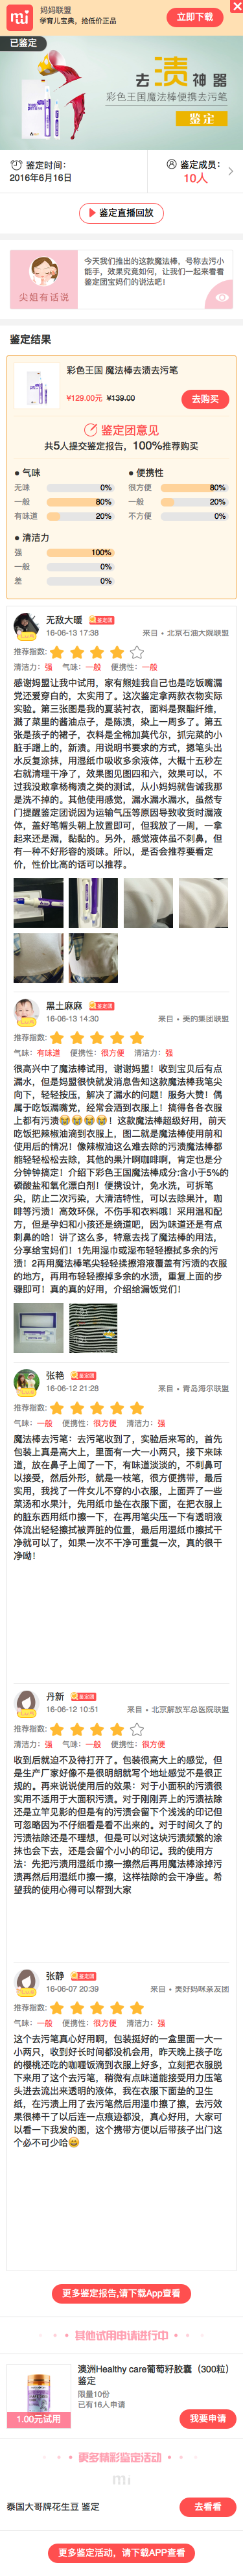 妈妈联盟
学育儿宝典，抢低价正品
立即下载
已鉴定
去渍神器
彩色王国魔法棒便携去污笔
鉴定
鉴定时间：
2016年6月16日
鉴定成员：
10人
鉴定直播回放
尖姐有话说
今天我们推出的这款魔法棒，号称去污小
能手，效果究竟如何，让我们一起来看看
鉴定团宝妈们的说法吧！
鉴定结果
彩色王国 魔法棒去渍去污笔
¥129.00元 ¥139.00
去购买
鉴定团意见
共5人提交鉴定报告，100%推荐购买
● 气味
无味 0%
一般 80%
有味道 20%
● 便携性
很方便 80%
一般 20%
不方便 0%
● 清洁力
强 100%
一般 0%
差 0%
无敌大暖 鉴定团
16-06-13 17:38 来自 • 北京石油大院联盟
推荐指数:
清洁力：强 气味：一般 便携性：一般
感谢妈盟让我中试用，家有熊娃我自己也是吃饭嘴漏
党还爱穿白的，太实用了。这次鉴定拿两款衣物实际
实验。第三张图是我的夏装衬衣，面料是聚酯纤维，
溅了菜里的酱油点子，是陈渍，染上一周多了。第五
张是孩子的裙子，衣料是全棉加莫代尔，抓完菜的小
脏手蹭上的，新渍。用说明书要求的方式，摁笔头出
水反复涂抹，用湿纸巾吸收多余液体，大概十五秒左
右就清理干净了，效果图见图四和六，效果可以，不
过我没敢拿杨梅渍之类的测试，从小妈妈就告诫我那
是洗不掉的。其他使用感觉，漏水漏水漏水，虽然专
门提醒鉴定团说因为运输气压等原因导致收货时漏液
体，盖好笔帽头朝上放置即可，但我放了一周，一拿
起来还是漏，黏黏的。另外，感觉液体虽不刺鼻，但
有一种不好形容的淡味。所以，是否会推荐要看定
价，性价比高的话可以推荐。
黑土麻麻 鉴定团
16-06-13 14:30 来自 • 美的集团联盟
推荐指数:
气味：有味道 便携性：很方便 清洁力：强
很高兴中了魔法棒试用，谢谢妈盟！收到宝贝后有点
漏水，但是妈盟很快就发消息告知这款魔法棒我笔尖
向下，轻轻按压，解决了漏水的问题！服务大赞！偶
属于吃饭漏嘴党，经常会洒到衣服上！搞得各各衣服
上都有污渍😭😭😭😭！这款魔法棒超级好用，前天
吃饭把辣椒油滴到衣服上，图二就是魔法棒使用前和
使用后的情况！像辣椒油这么难去除的污渍魔法棒都
能轻轻松松去除，其他的果汁啊咖啡啊，肯定也是分
分钟钟搞定！介绍下彩色王国魔法棒成分:含小于5%的
磷酸盐和氧化漂白剂！便携设计，免水洗，可拆笔
尖，防止二次污染，大清洁特性，可以去除果汁，咖
啡等污渍！高效环保，不伤手和衣料哦！采用温和配
方，但是孕妇和小孩还是绕道吧，因为味道还是有点
刺鼻的哈！讲了这么多，特意去找了魔法棒的用法，
分享给宝妈们！1先用湿巾或湿布轻轻擦拭多余的污
渍！2再用魔法棒笔尖轻轻揉擦溶液覆盖有污渍的衣服
的地方，再用布轻轻擦掉多余的水渍，重复上面的步
骤即可！真的真的好用，介绍给漏饭党们！
张艳 鉴定团
16-06-12 21:28 来自 • 青岛海尔联盟
推荐指数:
气味：一般 便携性：很方便 清洁力：强
魔法棒去污笔：去污笔收到了，实验后来写的，首先
包装上真是高大上，里面有一大一小两只，接下来味
道，放在鼻子上闻了一下，有味道淡淡的，不刺鼻可
以接受，然后外形，就是一枝笔，很方便携带，最后
实用，我找了一件女儿不穿的小衣服，上面弄了一些
菜汤和水果汁，先用纸巾垫在衣服下面，在把衣服上
的脏东西用纸巾擦一下，在再用笔尖压一下有透明液
体流出轻轻擦拭被弄脏的位置，最后用湿纸巾擦拭干
净就可以了，如果一次不干净可重复一次，真的很干
净呦！
丹新 鉴定团
16-06-12 10:51 来自 • 北京解放军总医院联盟
推荐指数:
清洁力：强 气味：一般 便携性：很方便
收到后就迫不及待打开了。包装很高大上的感觉，但
是生产厂家好像不是很明朗就写个地址感觉不是很正
规的。再来说说使用后的效果：对于小面积的污渍很
实用不适用于大面积污渍。对于刚刚弄上的污渍祛除
还是立竿见影的但是有的污渍会留下个浅浅的印记但
可忽略因为不仔细看是看不出来的。对于时间久了的
污渍祛除还是不理想，但是可以对这块污渍频繁的涂
抹也会下去，还是会留个小小的印记。我的使用方
法：先把污渍用湿纸巾擦一擦然后再用魔法棒涂掉污
渍再然后用湿纸巾擦一擦，这样祛除的会干净些。希
望我的使用心得可以帮到大家
张静 鉴定团
16-06-07 20:39 来自 • 美好妈咪亲友团
推荐指数:
气味：一般 便携性：很方便 清洁力：强
这个去污笔真心好用啊，包装挺好的一盒里面一大一
小两只，收到好长时间都没机会用，昨天晚上孩子吃
的樱桃还吃的咖喱饭滴到衣服上好多，立刻把衣服脱
下来用了这个去污笔，稍微有点味道能接受用力压笔
头进去流出来透明的液体，我在衣服下面垫的卫生
纸，在污渍上用了去污笔然后用湿巾擦了擦，去污效
果很棒干了以后连一点痕迹都没，真心好用，大家可
以看一下我发的图，这个携带方便以后带孩子出门这
个必不可少哈😄
更多鉴定报告,请下载App查看
其他试用申请进行中
澳洲Healthy care葡萄籽胶囊（300粒）
鉴定
限量10份
已有16人申请
1.00元试用
我要申请
更多精彩鉴定活动
mi
泰国大哥牌花生豆 鉴定
去看看
更多鉴定活动，请下载APP查看